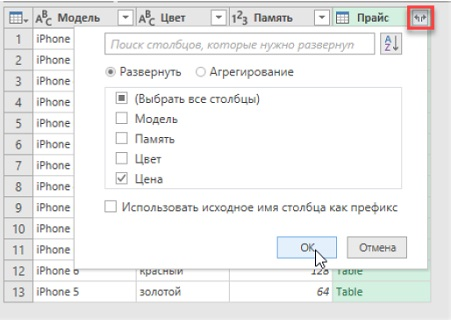 Модель Цвет 1²3 Память Прайс
1 iPhone
2 iPhone Поиск столбцов, которые нужно развернут
3 iPhone
4 iPhone Развернуть Агрегирование
5 iPhone (Выбрать все столбцы)
6 iPhone Модель
7 iPhone Память
8 iPhone Цвет
9 iPhone Цена
10 iPhone Использовать исходное имя столбца как префикс
11 iPhone ОК Отмена
12 iPhone 6 красный 128 Table
13 iPhone 5 золотой 64 Table